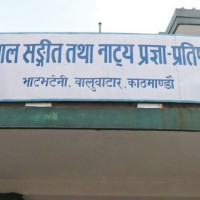 पाल सङ्गीत तथा नाट्य प्रज्ञा-प्रति
भाटभटेनी, वालुवाटार, काठमाण्डौ